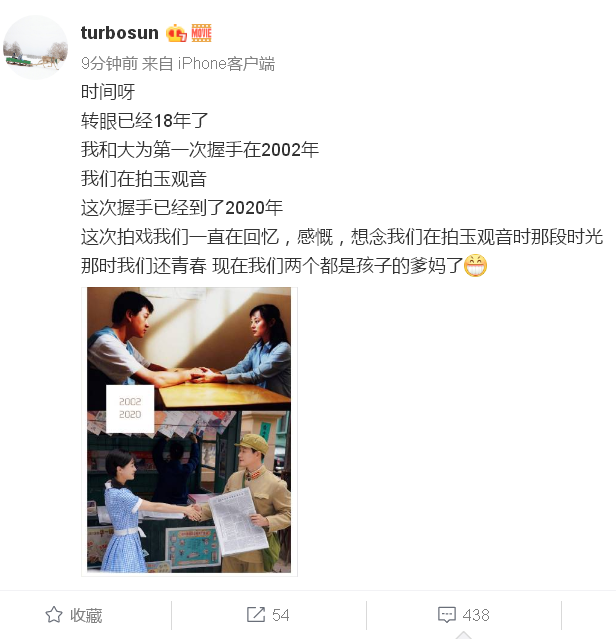 turbosun
MOVIE
9分钟前 来自 iPhone客户端
时间呀
转眼已经18年了
我和大为第一次握手在2002年
我们在拍玉观音
这次握手已经到了2020年
这次拍戏我们一直在回忆，感慨，想念我们在拍玉观音时那段时光
那时我们还青春 现在我们两个都是孩子的爹妈了
2002
2020
收藏
54
438